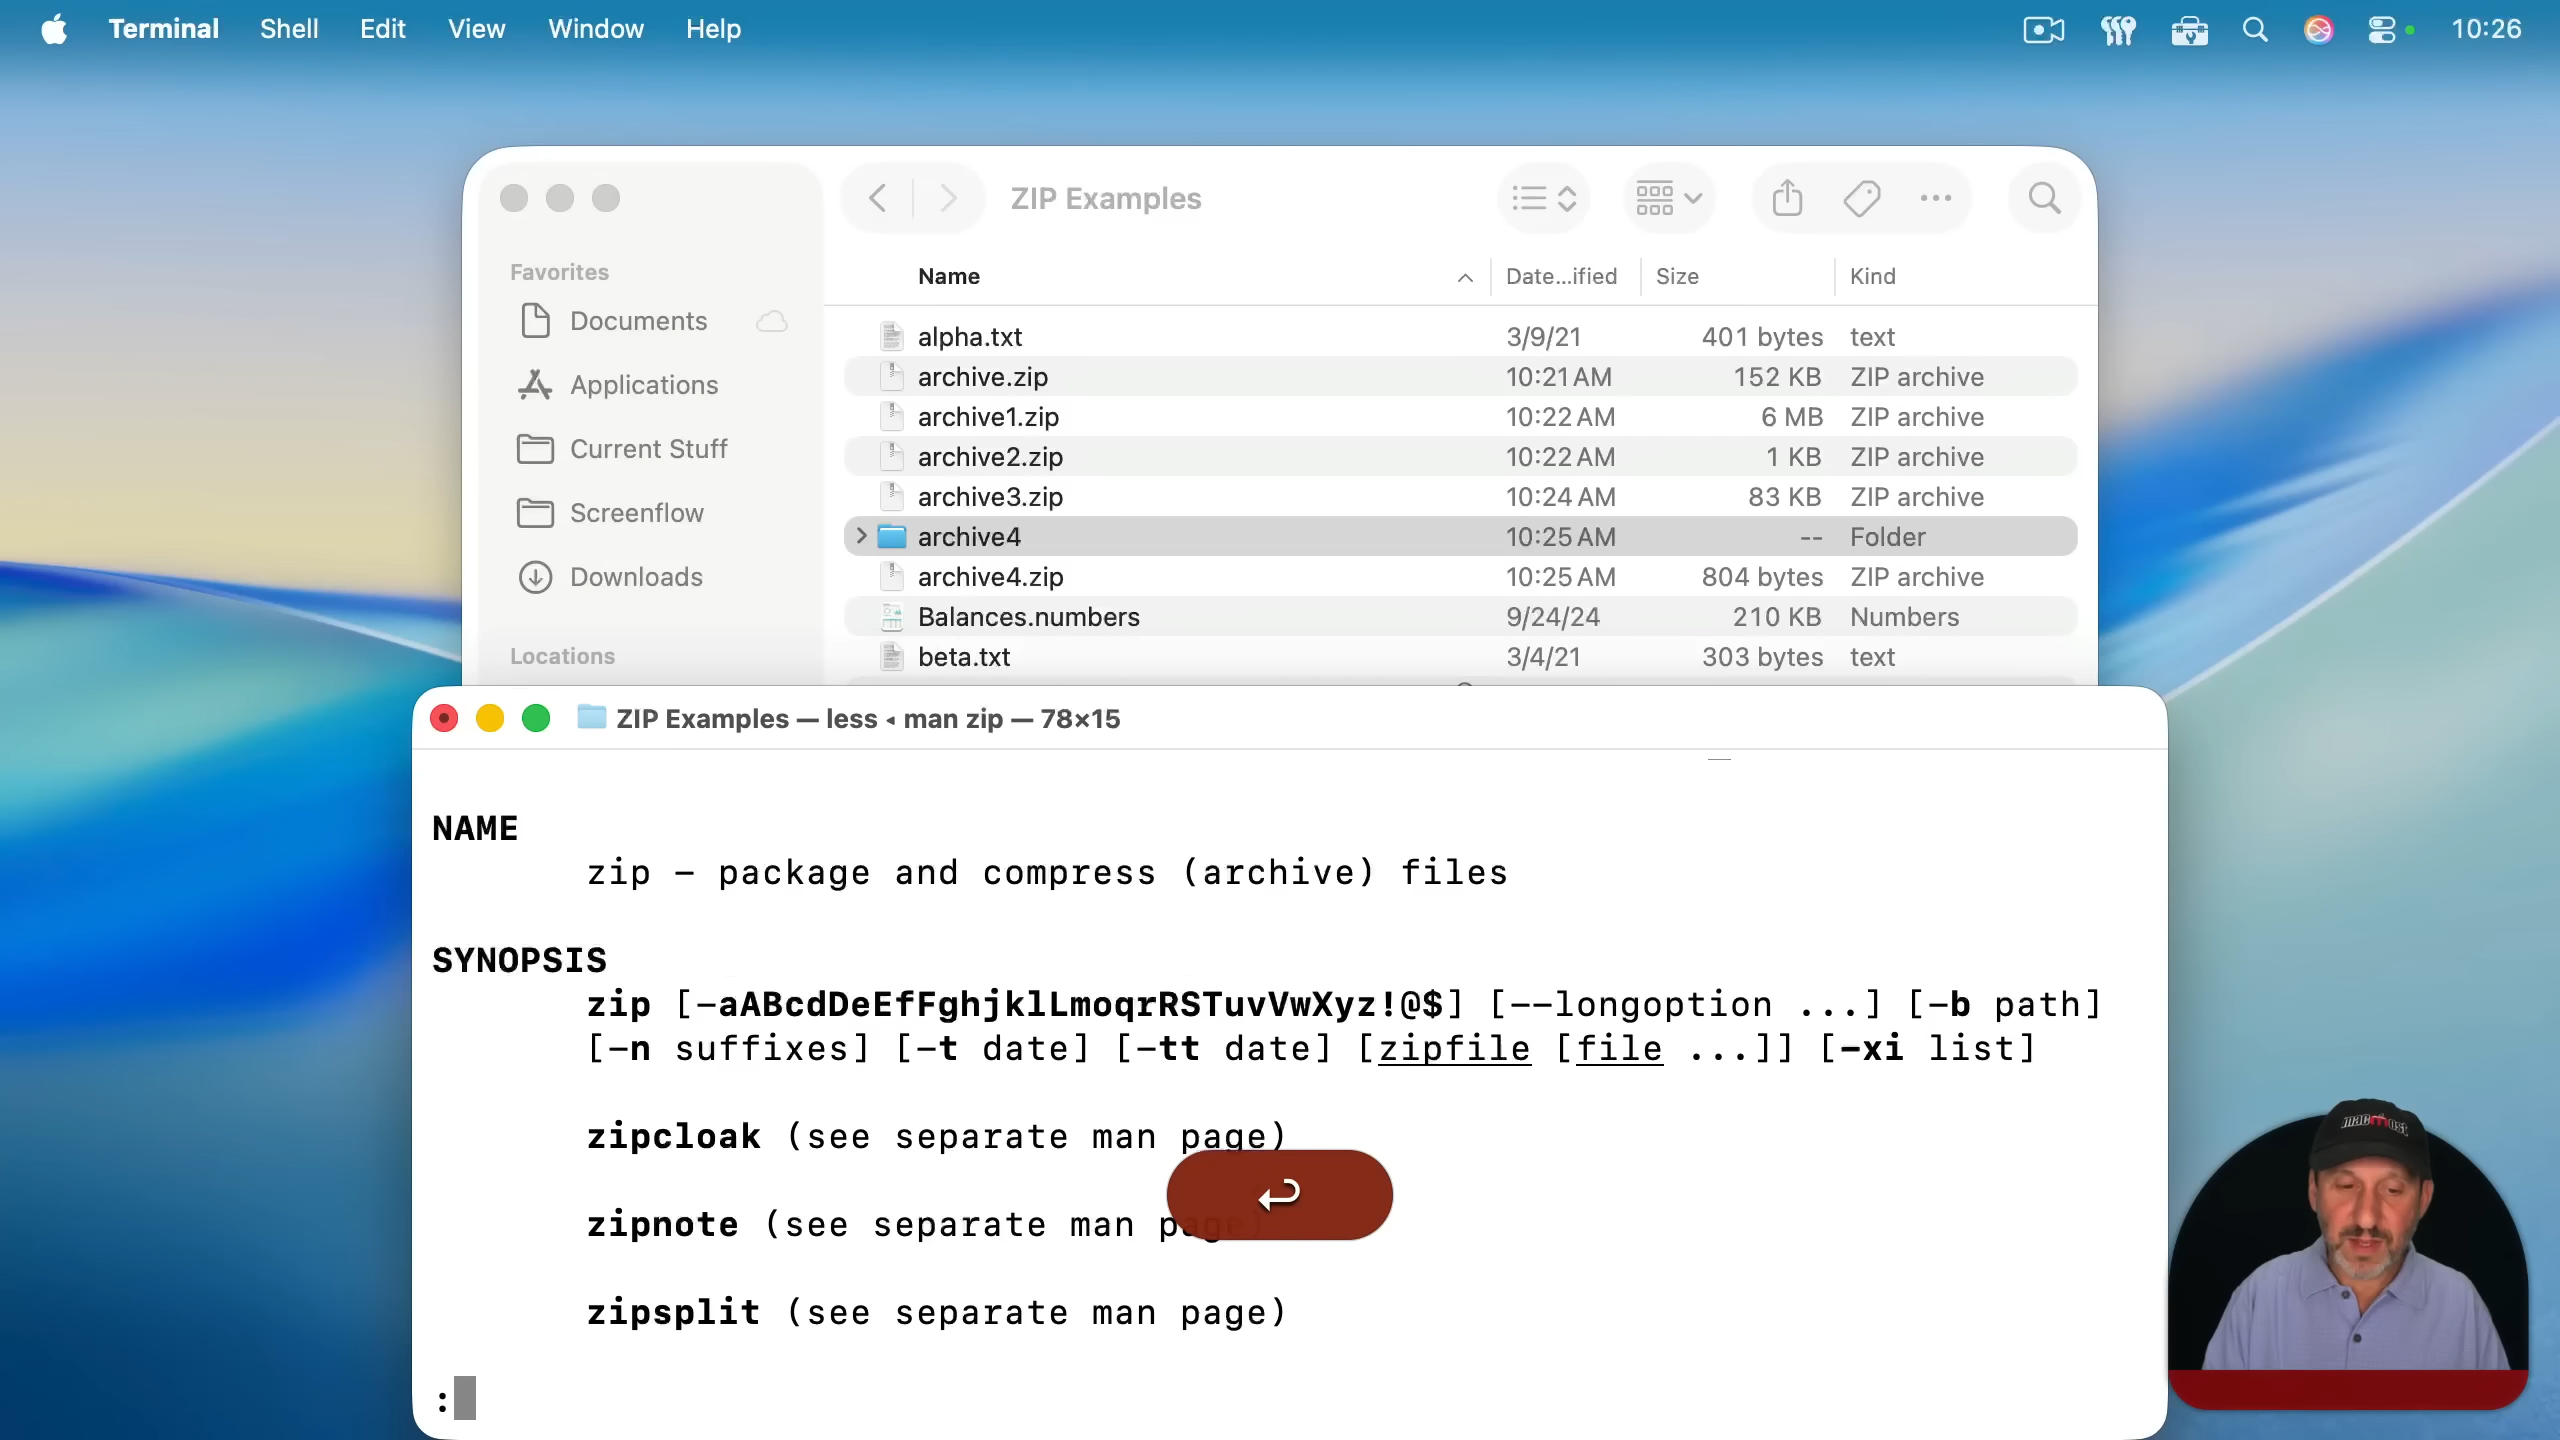 Terminal Shell Edit View Window Help 10:26
ZIP Examples
Favorites
Documents
Applications
Current Stuff
Screenflow
Downloads
Locations
Name Date...ified Size Kind
alpha.txt 3/9/21 401 bytes text
archive.zip 10:21 AM 152 KB ZIP archive
archive1.zip 10:22 AM 6 MB ZIP archive
archive2.zip 10:22 AM 1 KB ZIP archive
archive3.zip 10:24 AM 83 KB ZIP archive
archive4 10:25 AM -- Folder
archive4.zip 10:25 AM 804 bytes ZIP archive
Balances.numbers 9/24/24 210 KB Numbers
beta.txt 3/4/21 303 bytes text
ZIP Examples — less ◂ man zip — 78×15
NAME
zip – package and compress (archive) files
SYNOPSIS
zip [-aABcdDeEfFghjklLmoqrRSTuvVwXyz!@$] [--longoption ...] [-b path]
[-n suffixes] [-t date] [-tt date] [zipfile [file ...]] [-xi list]
zipcloak (see separate man page)
zipnote (see separate man page)
zipsplit (see separate man page)
:
macmost